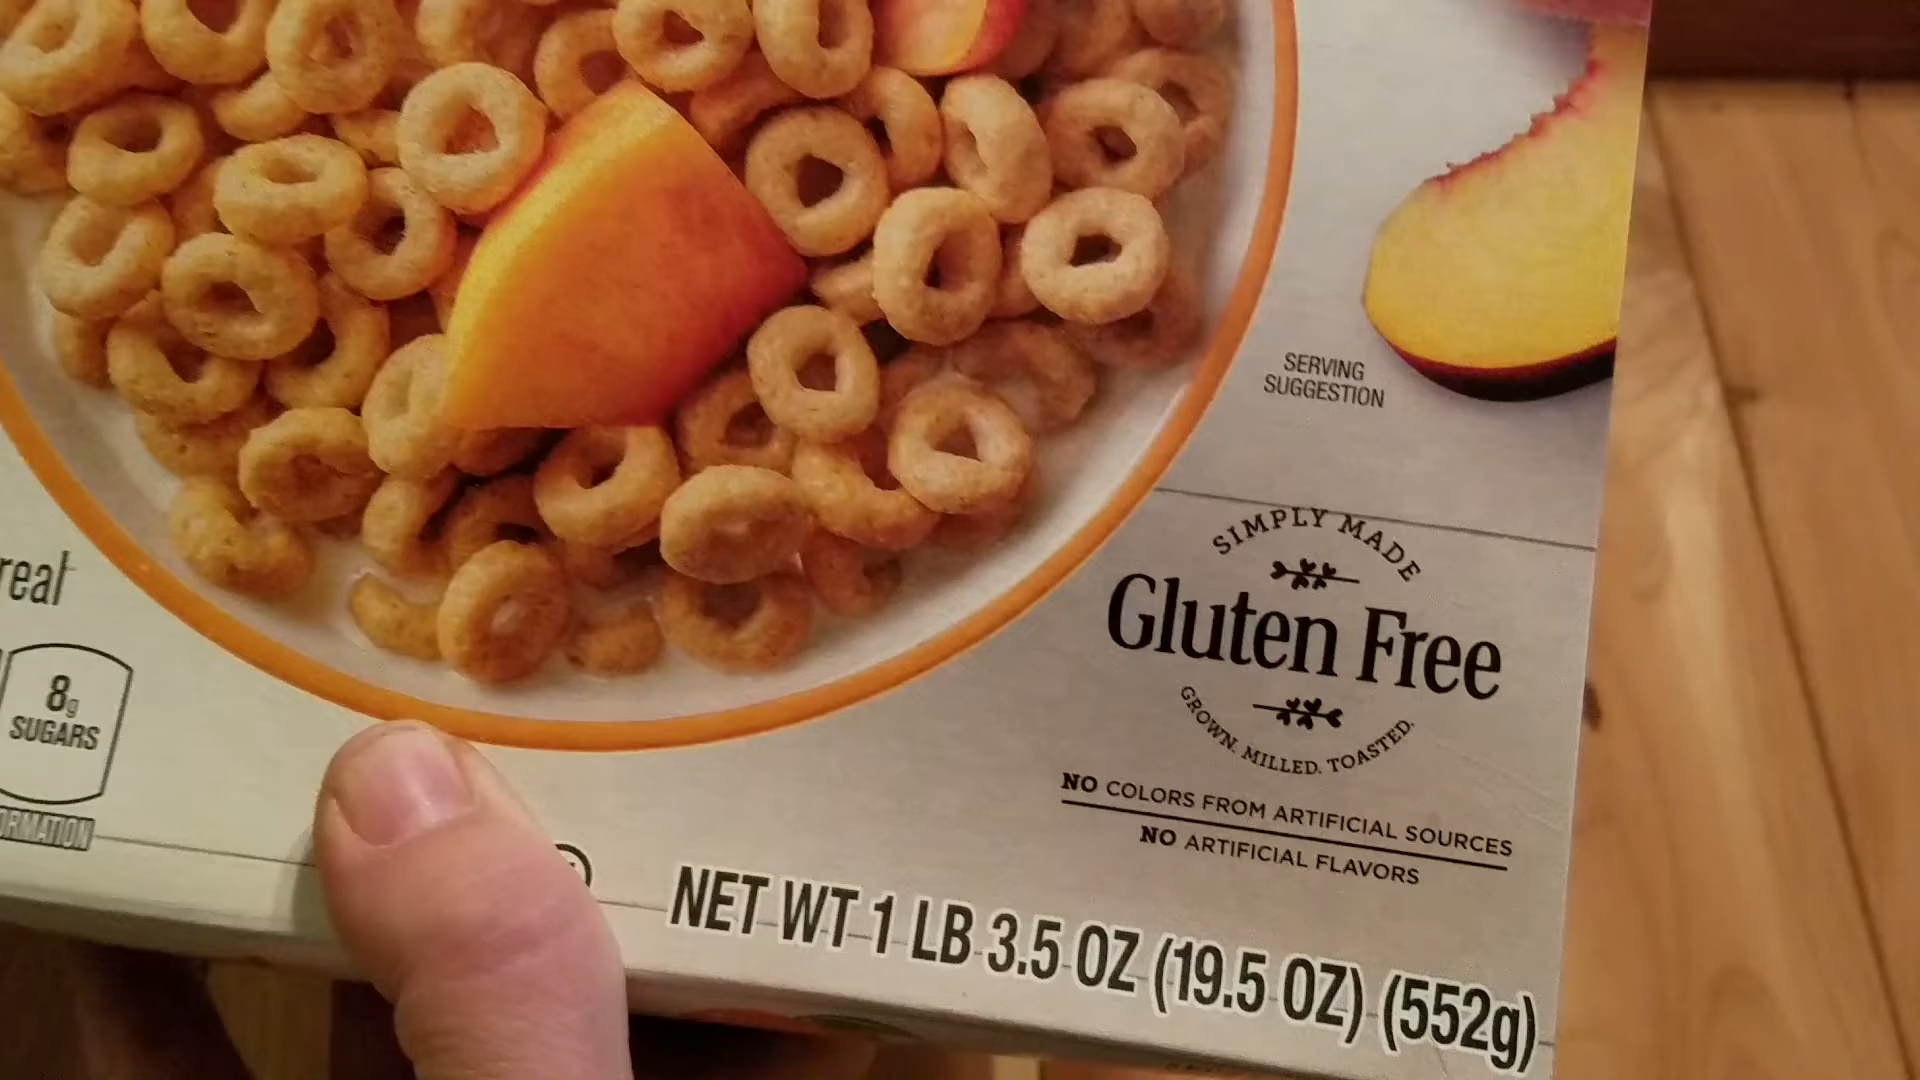 SERVING
SUGGESTION
SIMPLY MADE
Gluten Free
GROWN. MILLED. TOASTED.
NO COLORS FROM ARTIFICIAL SOURCES
NO ARTIFICIAL FLAVORS
real
8g
SUGARS
ORMATION
NET WT 1 LB 3.5 OZ (19.5 OZ) (552g)